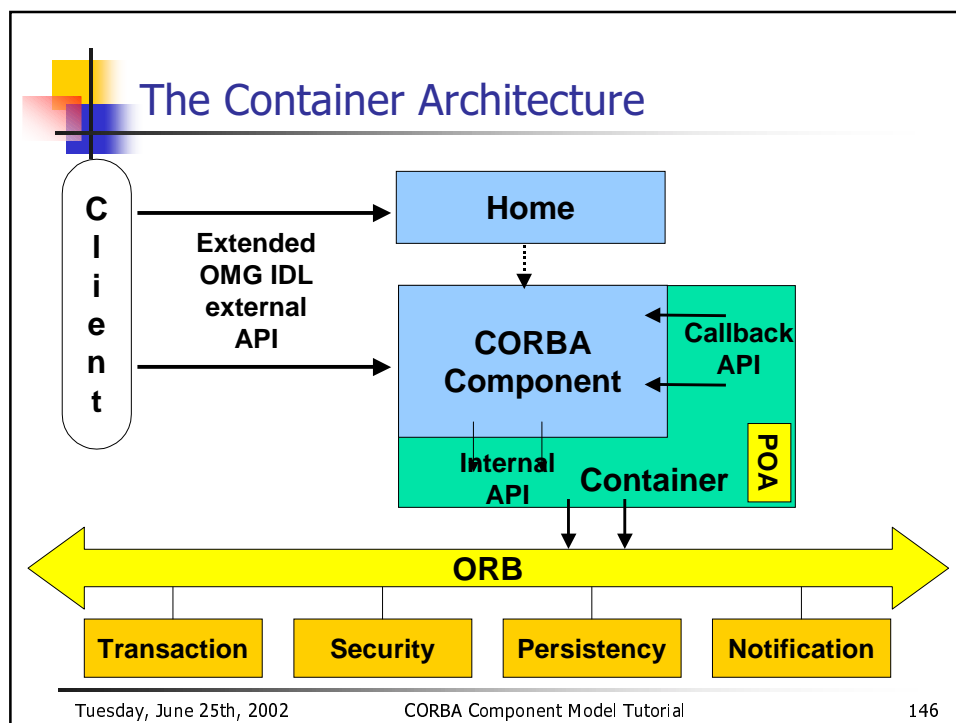 The Container Architecture
Client
Home
Extended
OMG IDL
external
API
CORBA
Component
Callback
API
POA
Internal
API
Container
ORB
Transaction
Security
Persistency
Notification
Tuesday, June 25th, 2002
CORBA Component Model Tutorial
146